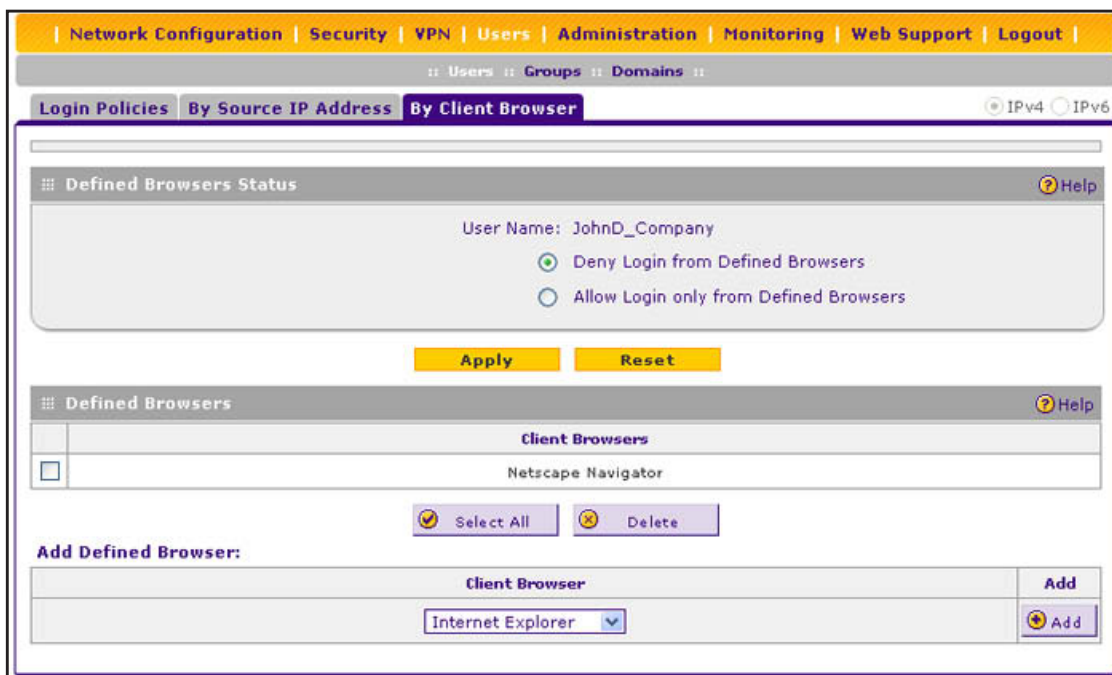 | Network Configuration | Security | VPN | Users | Administration | Monitoring | Web Support | Logout |
:: Users :: Groups :: Domains ::
Login Policies By Source IP Address By Client Browser IPv4 IPv6
Defined Browsers Status Help
User Name: JohnD_Company
Deny Login from Defined Browsers
Allow Login only from Defined Browsers
Apply Reset
Defined Browsers Help
Client Browsers
Netscape Navigator
Select All Delete
Add Defined Browser:
Client Browser Add
Internet Explorer Add